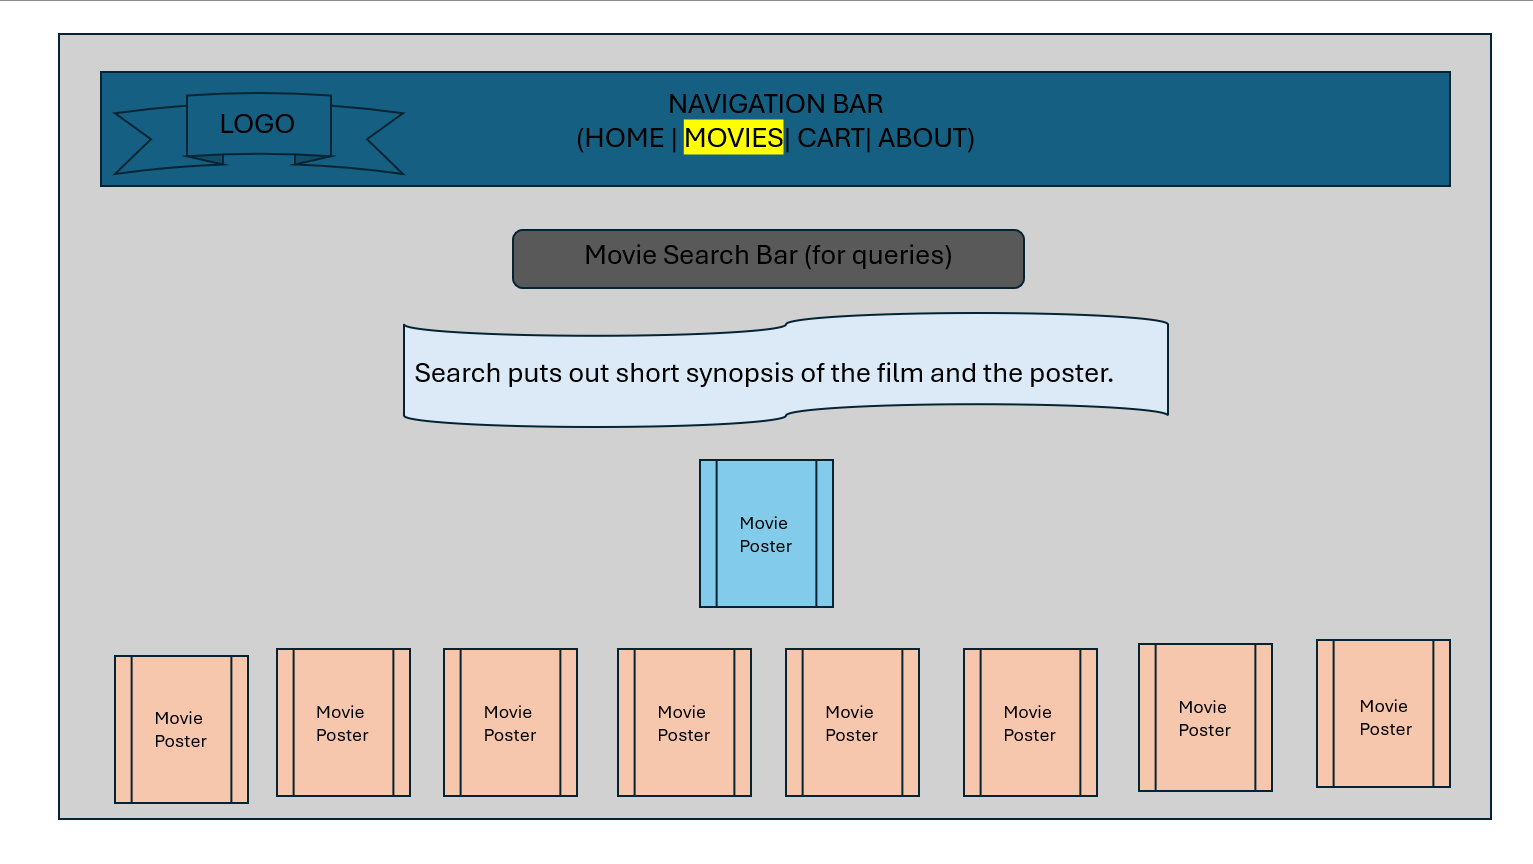 LOGO
NAVIGATION BAR
(HOME | MOVIES| CART| ABOUT)
Movie Search Bar (for queries)
Search puts out short synopsis of the film and the poster.
Movie
Poster
Movie
Poster
Movie
Poster
Movie
Poster
Movie
Poster
Movie
Poster
Movie
Poster
Movie
Poster
Movie
Poster